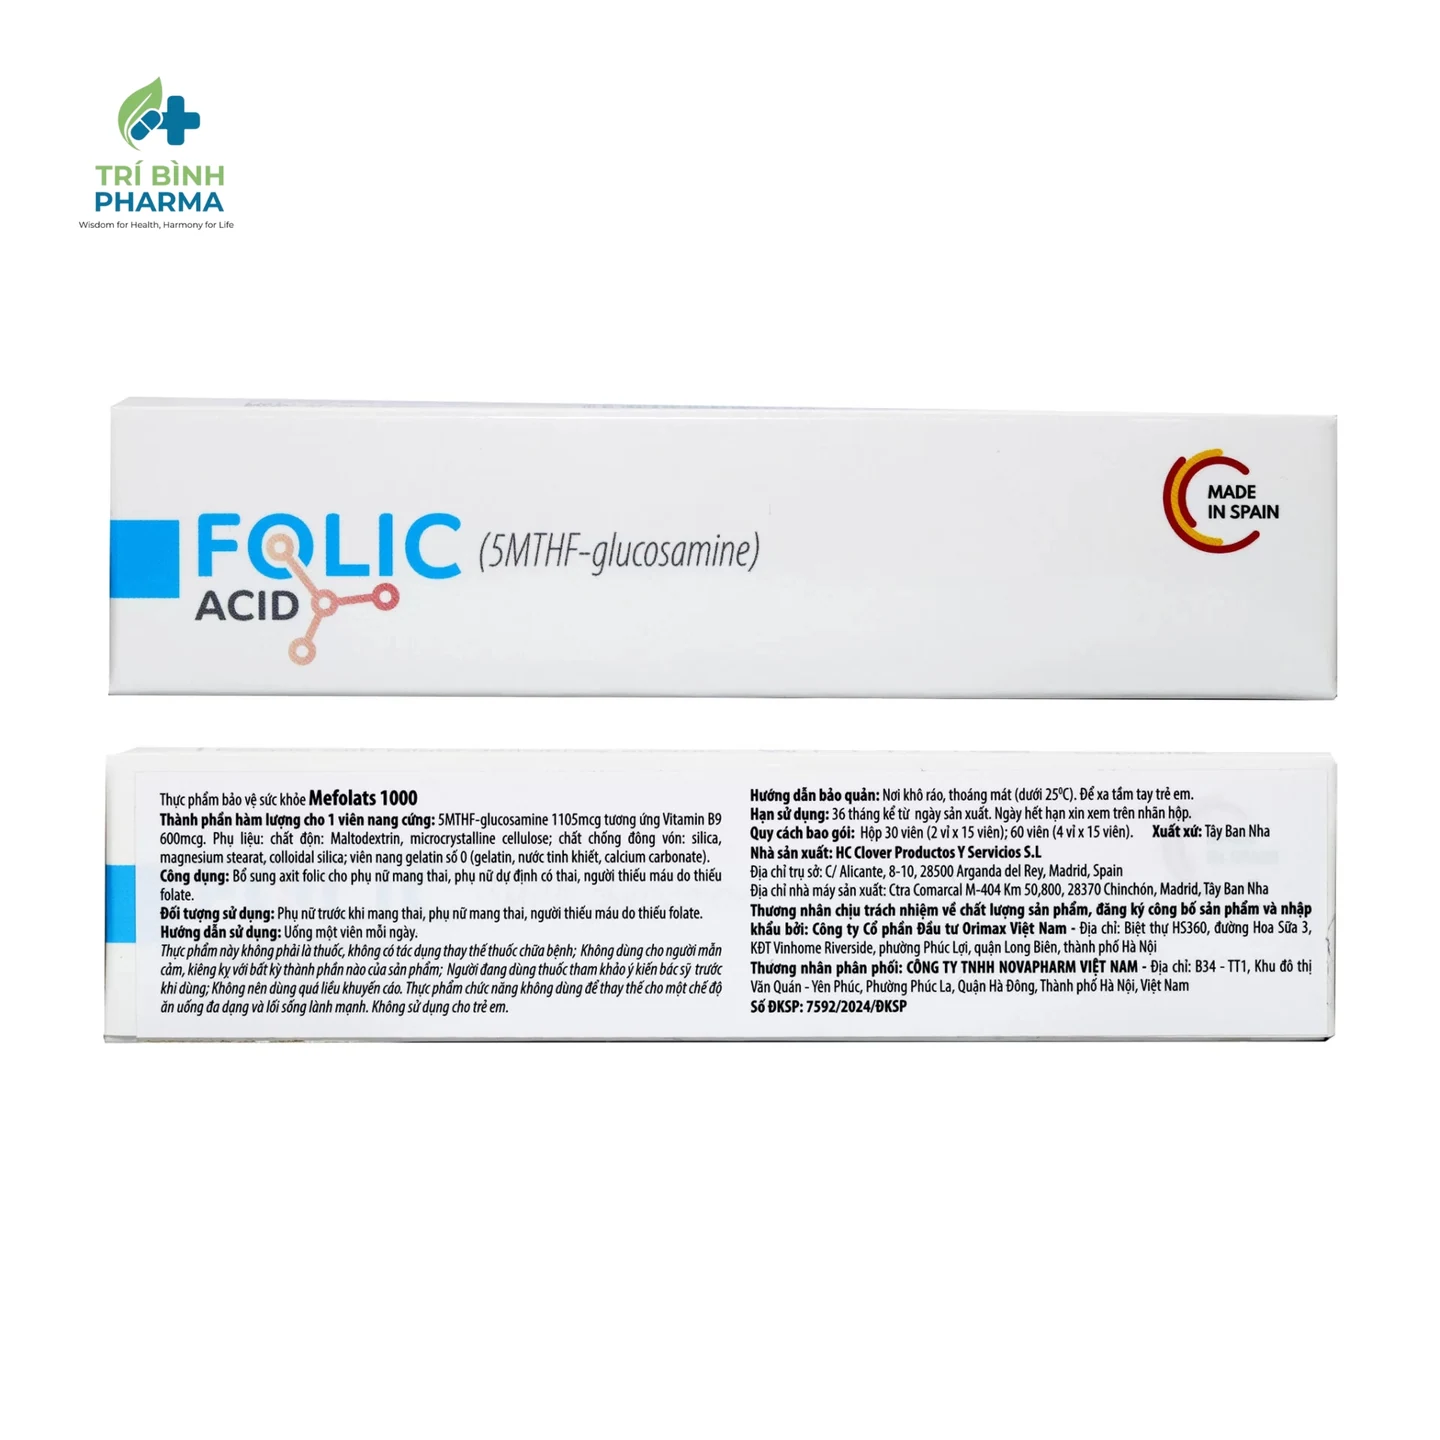 TRÍ BÌNH
PHARMA
Wisdom for Health, Harmony for Life
FOLIC
ACID
(5MTHF-glucosamine)
MADE
IN SPAIN
Thực phẩm bảo vệ sức khỏe Mefolats 1000
Thành phần hàm lượng cho 1 viên nang cứng: 5MTHF-glucosamine 1105mcg tương ứng Vitamin B9
600mcg. Phụ liệu: chất độn: Maltodextrin, microcrystalline cellulose; chất chống đông vón: silica,
magnesium stearat, colloidal silica; viên nang gelatin số 0 (gelatin, nước tinh khiết, calcium carbonate).
Công dụng: Bổ sung axit folic cho phụ nữ mang thai, phụ nữ dự định có thai, người thiếu máu do thiếu
folate.
Đối tượng sử dụng: Phụ nữ trước khi mang thai, phụ nữ mang thai, người thiếu máu do thiếu folate.
Hướng dẫn sử dụng: Uống một viên mỗi ngày.
Thực phẩm này không phải là thuốc, không có tác dụng thay thế thuốc chữa bệnh; Không dùng cho người mẫn
cảm, kiêng kỵ với bất kỳ thành phần nào của sản phẩm; Người đang dùng thuốc tham khảo ý kiến bác sỹ trước
khi dùng; Không nên dùng quá liều khuyến cáo. Thực phẩm chức năng không dùng để thay thế cho một chế độ
ăn uống đa dạng và lối sống lành mạnh. Không sử dụng cho trẻ em.
Hướng dẫn bảo quản: Nơi khô ráo, thoáng mát (dưới 25⁰C). Để xa tầm tay trẻ em.
Hạn sử dụng: 36 tháng kể từ ngày sản xuất. Ngày hết hạn xin xem trên nhãn hộp.
Quy cách bao gói: Hộp 30 viên (2 vỉ x 15 viên); 60 viên (4 vỉ x 15 viên). Xuất xứ: Tây Ban Nha
Nhà sản xuất: HC Clover Productos Y Servicios S.L
Địa chỉ trụ sở: C/ Alicante, 8-10, 28500 Arganda del Rey, Madrid, Spain
Địa chỉ nhà máy sản xuất: Ctra Comarcal M-404 Km 50,800, 28370 Chinchón, Madrid, Tây Ban Nha
Thương nhân chịu trách nhiệm về chất lượng sản phẩm, đăng ký công bố sản phẩm và nhập
khẩu bởi: Công ty Cổ phần Đầu tư Orimax Việt Nam - Địa chỉ: Biệt thự HS360, đường Hoa Sữa 3,
KĐT Vinhome Riverside, phường Phúc Lợi, quận Long Biên, thành phố Hà Nội
Thương nhân phân phối: CÔNG TY TNHH NOVAPHARM VIỆT NAM - Địa chỉ: B34 - TT1, Khu đô thị
Văn Quán - Yên Phúc, Phường Phúc La, Quận Hà Đông, Thành phố Hà Nội, Việt Nam
Số ĐKSP: 7592/2024/ĐKSP